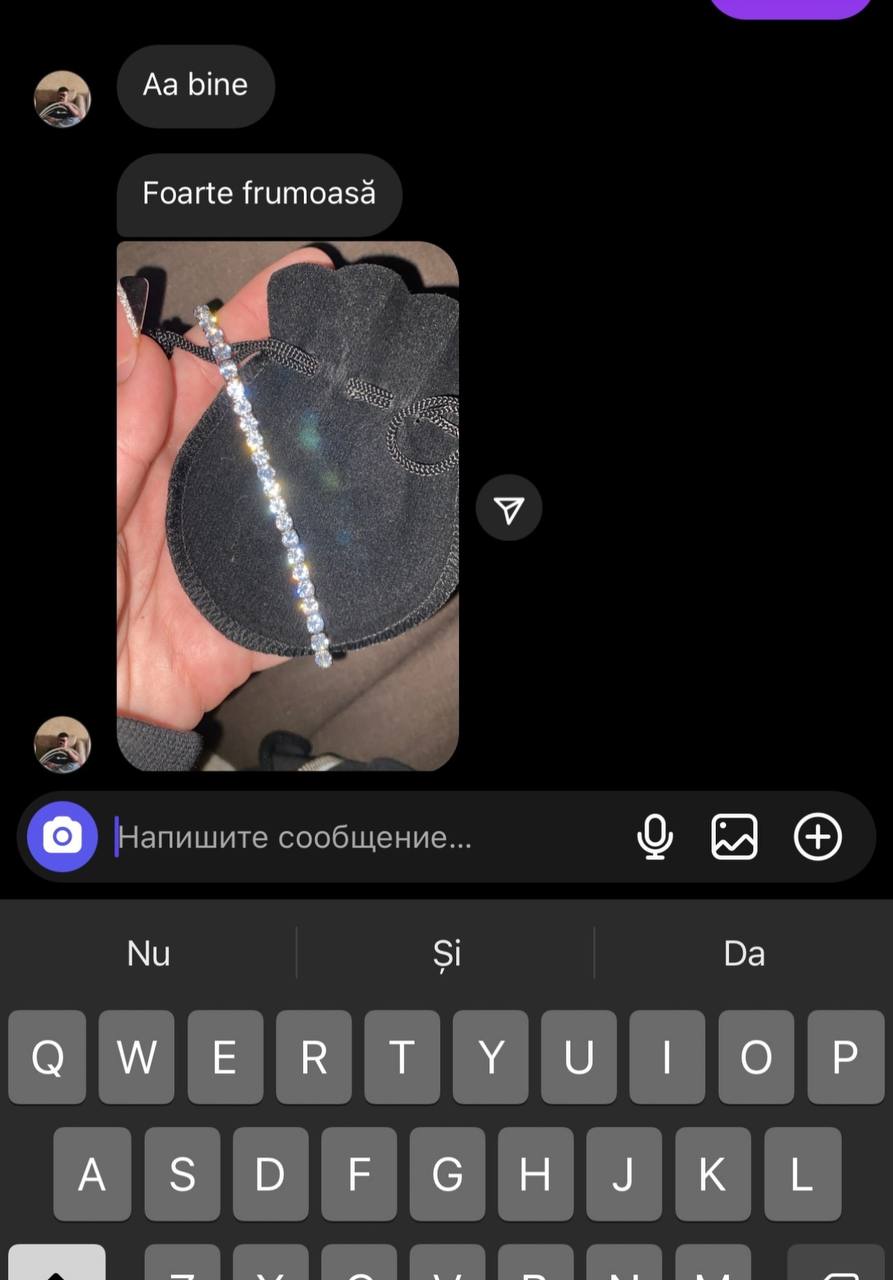 Aa bine
Foarte frumoasă
Напишите сообщение...
Nu Și Da
Q W E R T Y U I O P
A S D F G H J K L
Z X C V B N M